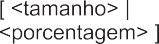 [ <tamanho> |
<porcentagem> ]